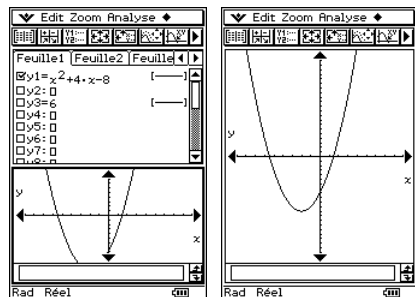 Edit Zoom Analyse
Feuille1 Feuille2 Feuille
y1=x²+4·x-8 [—]
y2:
y3=6 [—]
y4:
y5:
y6:
y7:
y
x
Rad Réel
Edit Zoom Analyse
y
x
Rad Réel